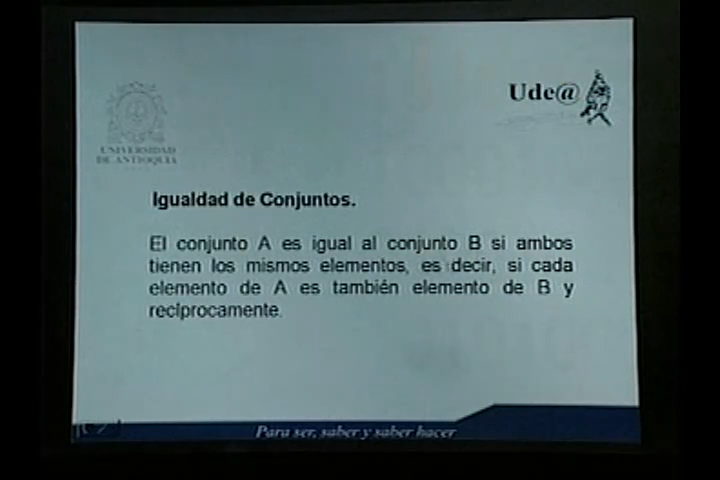 Ude@
UNIVERSIDAD
DE ANTIOQUIA
Igualdad de Conjuntos.
El conjunto A es igual al conjunto B si ambos
tienen los mismos elementos, es decir, si cada
elemento de A es también elemento de B y
recíprocamente.
Para ser, saber y saber hacer